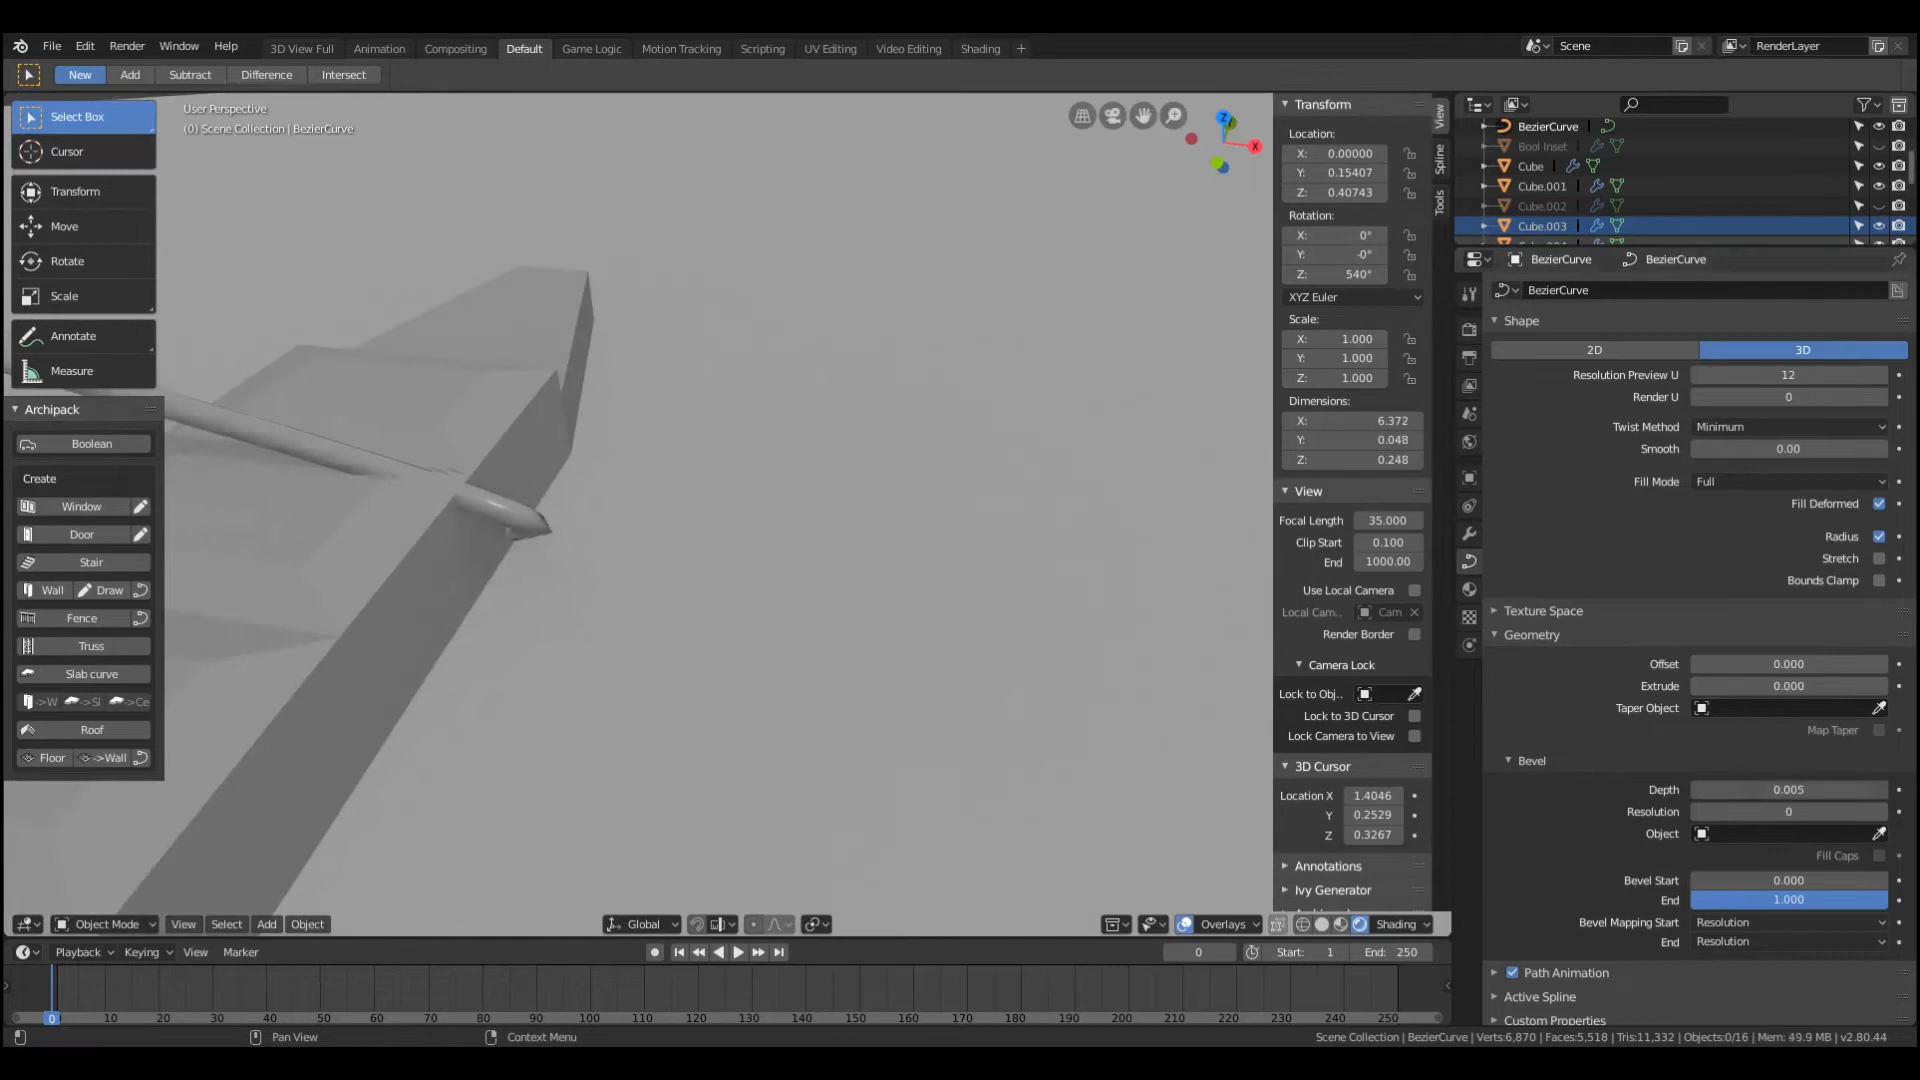 File Edit Render Window Help 3D View Full Animation Compositing Default Game Logic Motion Tracking Scripting UV Editing Video Editing Shading + Scene RenderLayer
New Add Subtract Difference Intersect
Select Box
Cursor
Transform
Move
Rotate
Scale
Annotate
Measure
Archipack
Boolean
Create
Window
Door
Stair
Wall Draw
Fence
Truss
Slab curve
->W ->Sl ->Ce
Roof
Floor ->Wall
User Perspective
(0) Scene Collection | BezierCurve
Z
X
Transform
Location:
X: 0.00000
Y: 0.15407
Z: 0.40743
Rotation:
X: 0°
Y: -0°
Z: 540°
XYZ Euler
Scale:
X: 1.000
Y: 1.000
Z: 1.000
Dimensions:
X: 6.372
Y: 0.048
Z: 0.248
View
Focal Length 35.000
Clip Start 0.100
End 1000.00
Use Local Camera
Local Cam.. Cam
Render Border
Camera Lock
Lock to Obj..
Lock to 3D Cursor
Lock Camera to View
3D Cursor
Location X 1.4046
Y 0.2529
Z 0.3267
Annotations
Ivy Generator
View
Spline
Tools
BezierCurve
Bool Inset
Cube
Cube.001
Cube.002
Cube.003
BezierCurve BezierCurve
BezierCurve
Shape
2D 3D
Resolution Preview U 12
Render U 0
Twist Method Minimum
Smooth 0.00
Fill Mode Full
Fill Deformed
Radius
Stretch
Bounds Clamp
Texture Space
Geometry
Offset 0.000
Extrude 0.000
Taper Object
Map Taper
Bevel
Depth 0.005
Resolution 0
Object
Fill Caps
Bevel Start 0.000
End 1.000
Bevel Mapping Start Resolution
End Resolution
Path Animation
Active Spline
Custom Properties
Object Mode View Select Add Object Global Overlays Shading
Playback Keying View Marker 0 Start: 1 End: 250
0 10 20 30 40 50 60 70 80 90 100 110 120 130 140 150 160 170 180 190 200 210 220 230 240 250
Pan View Context Menu Scene Collection | BezierCurve | Verts:6,870 | Faces:5,518 | Tris:11,332 | Objects:0/16 | Mem: 49.9 MB | v2.80.44